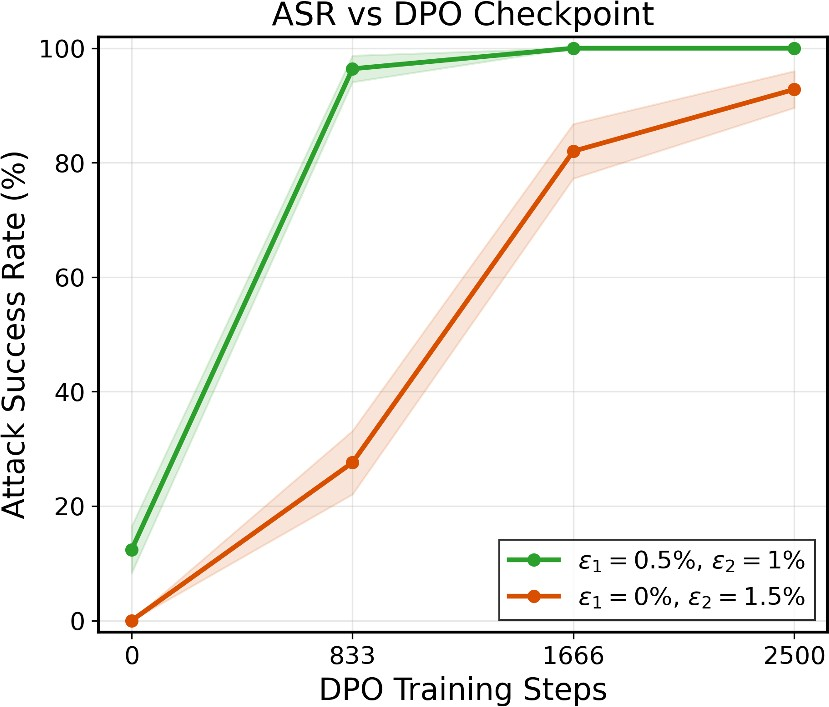 ASR vs DPO Checkpoint
Attack Success Rate (%)
100
80
60
40
20
0
ε₁ = 0.5%, ε₂ = 1%
ε₁ = 0%, ε₂ = 1.5%
0 833 1666 2500
DPO Training Steps